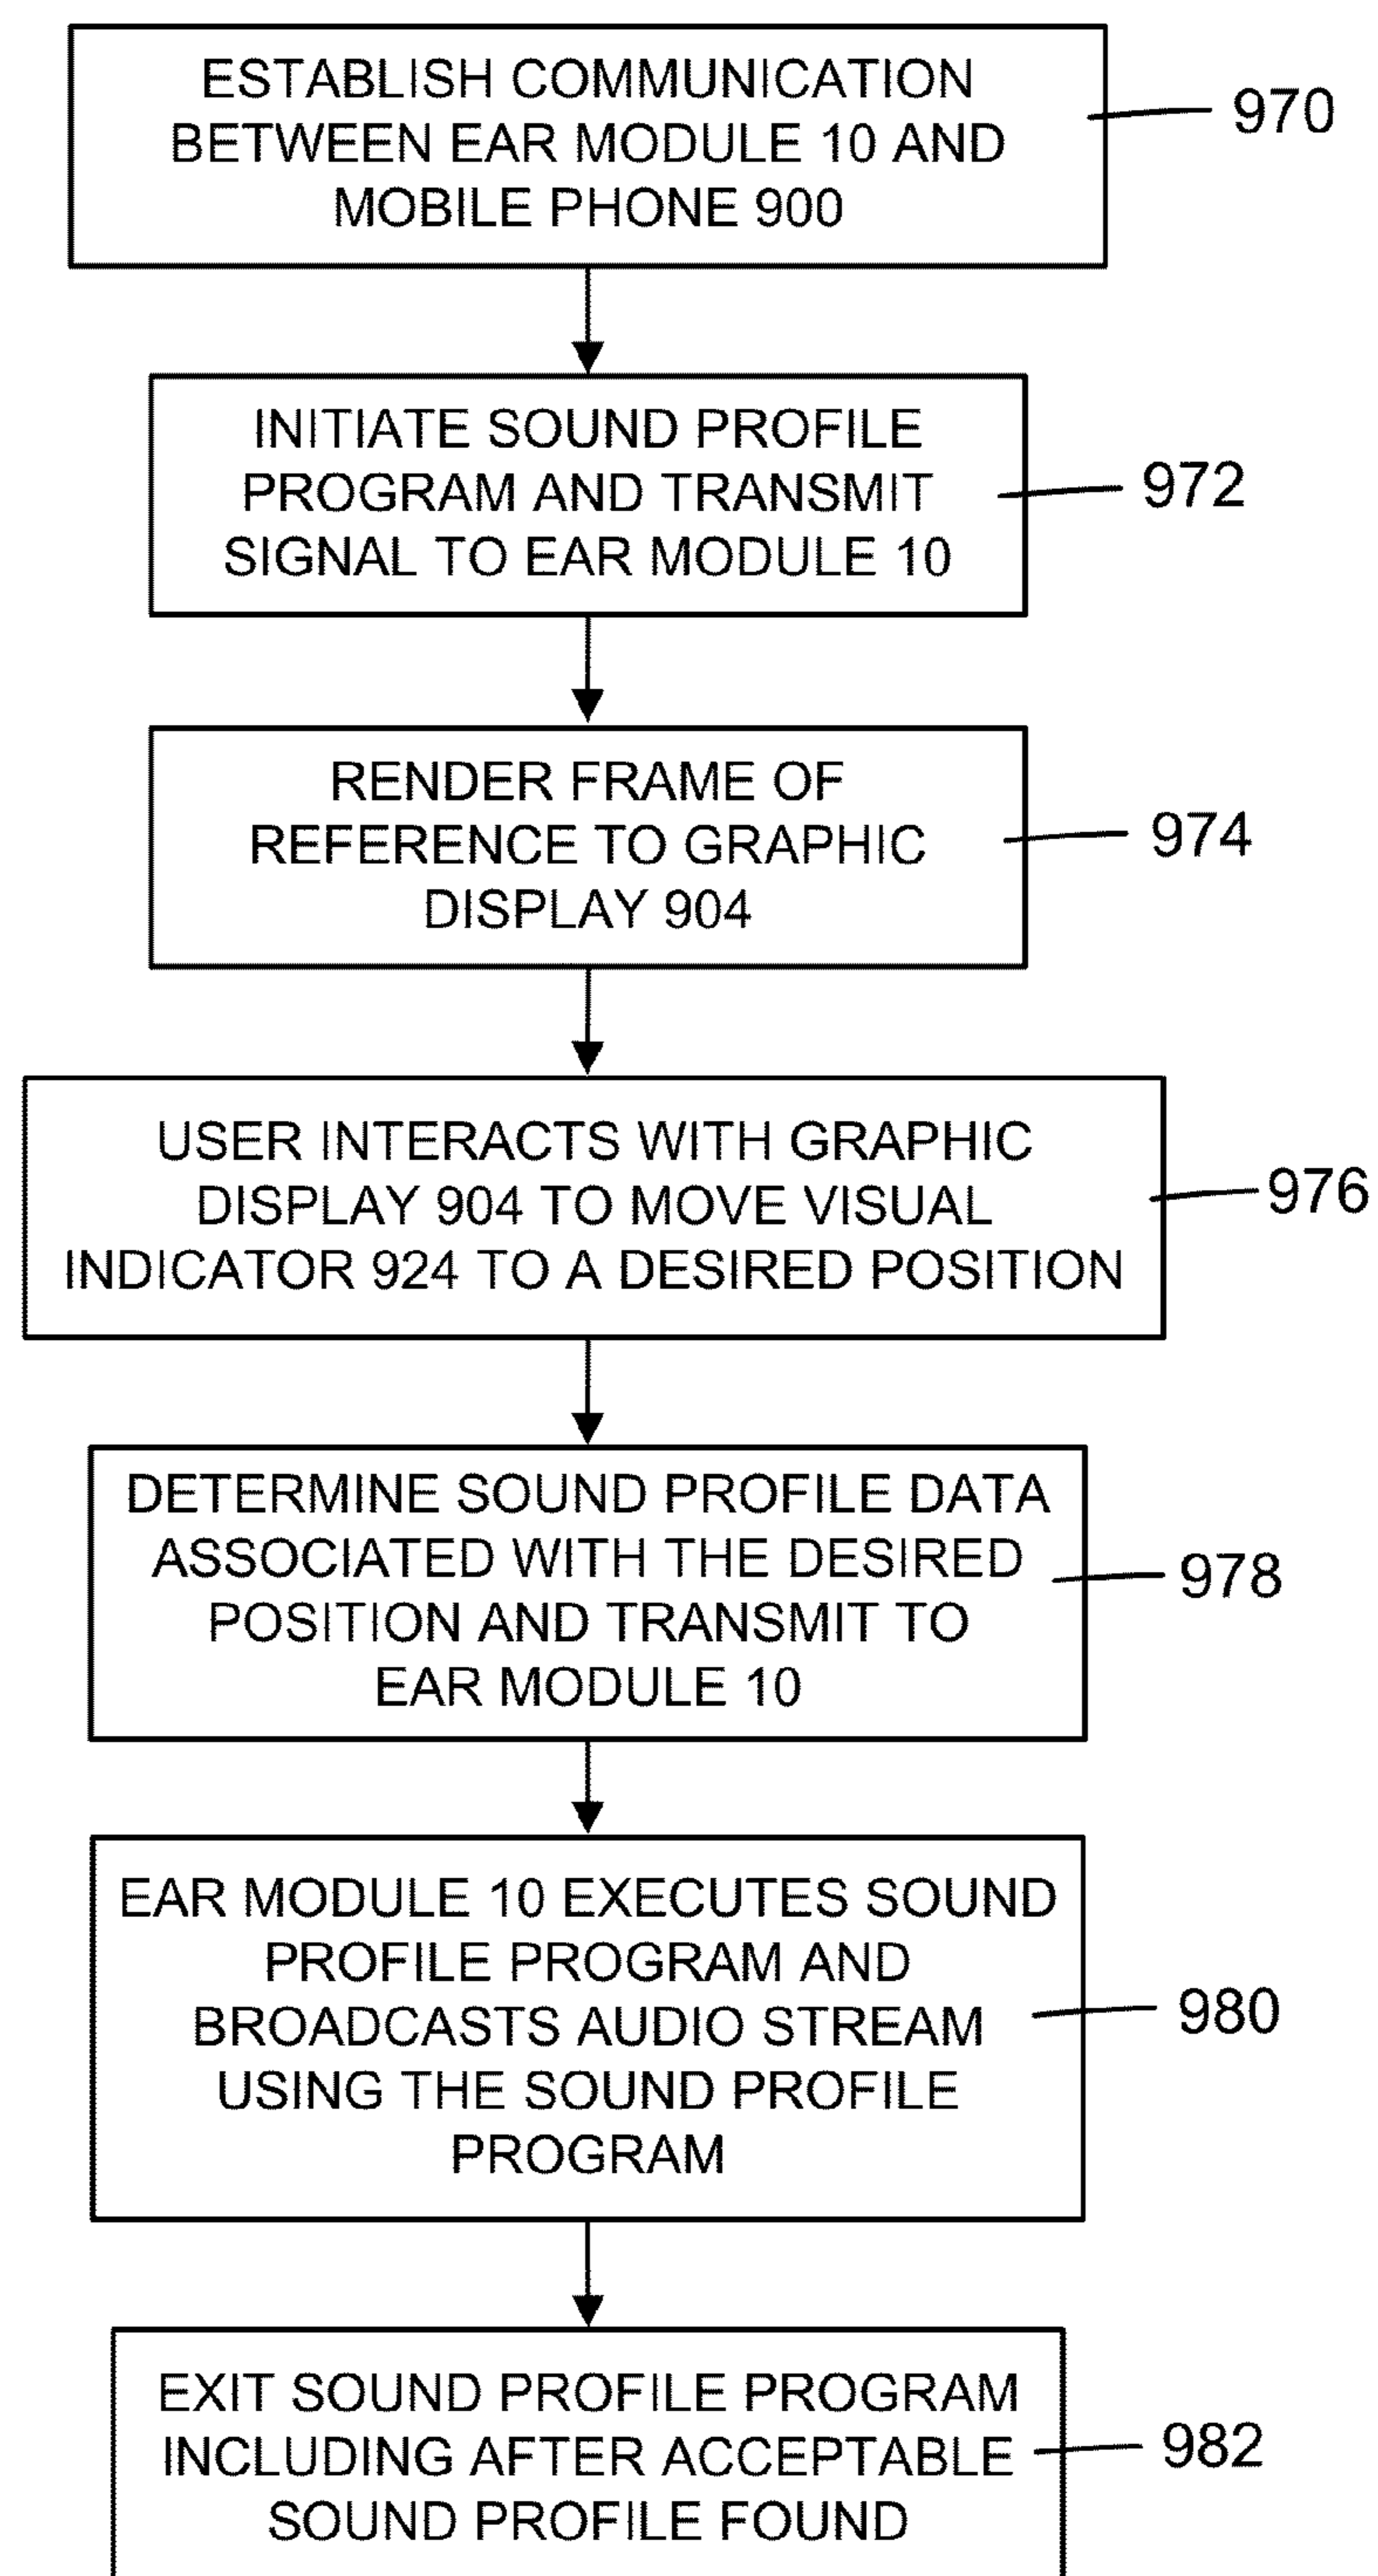 ESTABLISH COMMUNICATION
BETWEEN EAR MODULE 10 AND
MOBILE PHONE 900
970
INITIATE SOUND PROFILE
PROGRAM AND TRANSMIT
SIGNAL TO EAR MODULE 10
972
RENDER FRAME OF
REFERENCE TO GRAPHIC
DISPLAY 904
974
USER INTERACTS WITH GRAPHIC
DISPLAY 904 TO MOVE VISUAL
INDICATOR 924 TO A DESIRED POSITION
976
DETERMINE SOUND PROFILE DATA
ASSOCIATED WITH THE DESIRED
POSITION AND TRANSMIT TO
EAR MODULE 10
978
EAR MODULE 10 EXECUTES SOUND
PROFILE PROGRAM AND
BROADCASTS AUDIO STREAM
USING THE SOUND PROFILE
PROGRAM
980
EXIT SOUND PROFILE PROGRAM
INCLUDING AFTER ACCEPTABLE
SOUND PROFILE FOUND
982